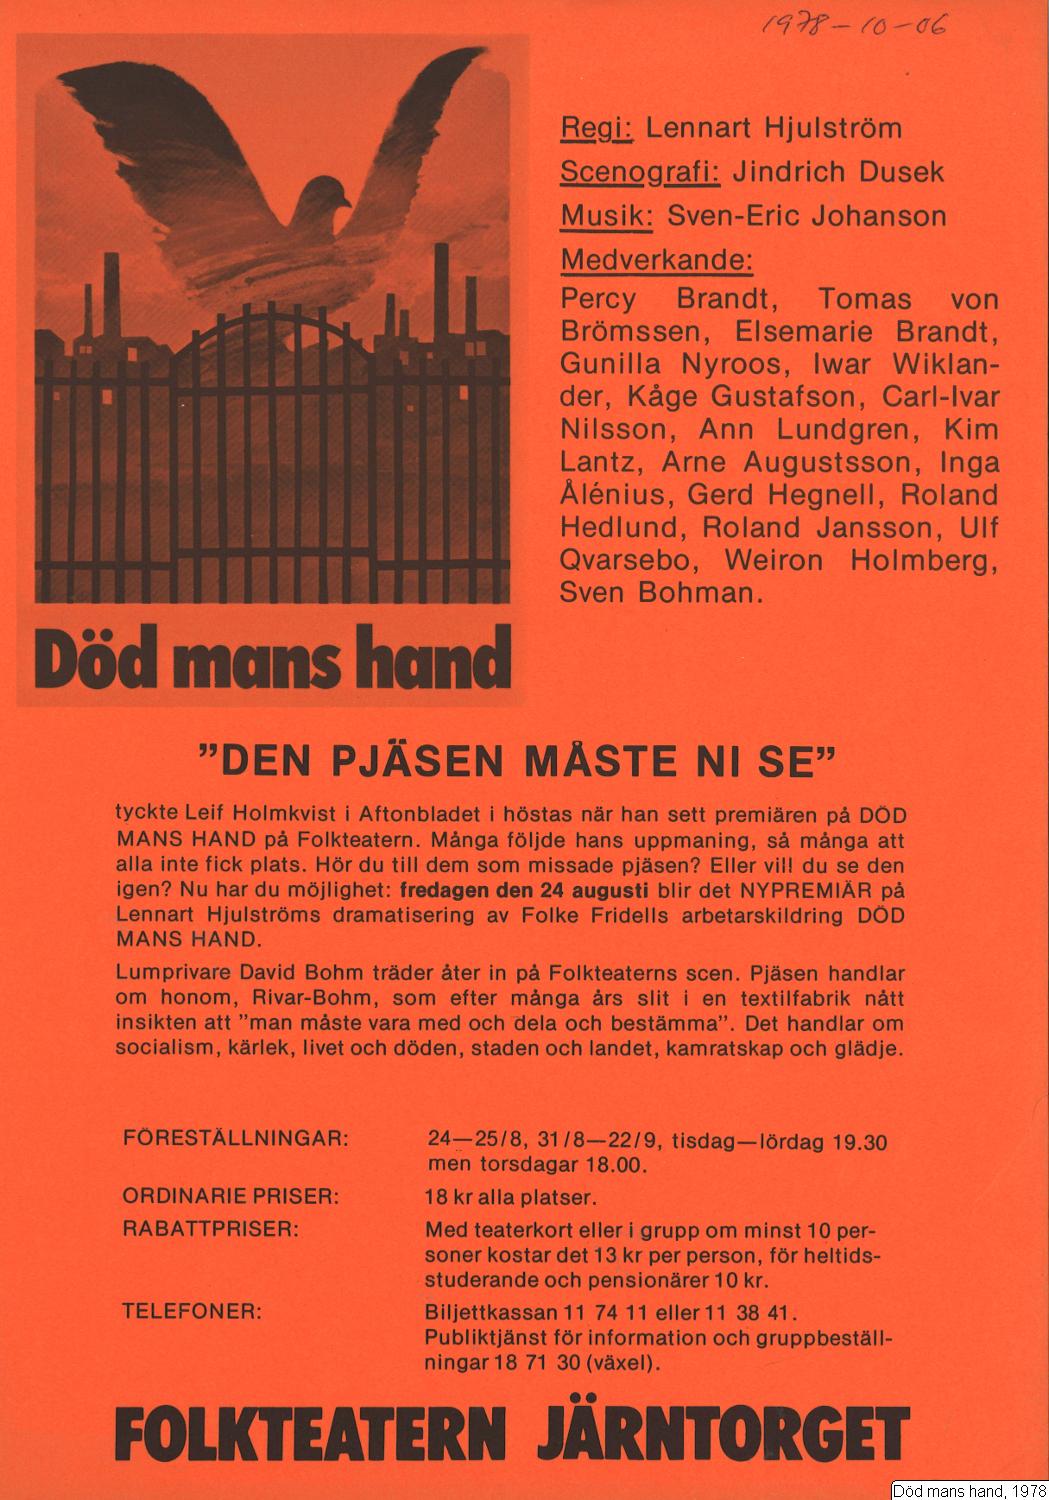 1978-10-06
Regi: Lennart Hjulström
Scenografi: Jindrich Dusek
Musik: Sven-Eric Johanson
Medverkande:
Percy Brandt, Tomas von
Brömssen, Elsemarie Brandt,
Gunilla Nyroos, Iwar Wiklan-
der, Kåge Gustafson, Carl-Ivar
Nilsson, Ann Lundgren, Kim
Lantz, Arne Augustsson, Inga
Ålénius, Gerd Hegnell, Roland
Hedlund, Roland Jansson, Ulf
Qvarsebo, Weiron Holmberg,
Sven Bohman.
Död mans hand
”DEN PJÄSEN MÅSTE NI SE”
tyckte Leif Holmkvist i Aftonbladet i höstas när han sett premiären på DÖD
MANS HAND på Folkteatern. Många följde hans uppmaning, så många att
alla inte fick plats. Hör du till dem som missade pjäsen? Eller vill du se den
igen? Nu har du möjlighet: fredagen den 24 augusti blir det NYPREMIÄR på
Lennart Hjulströms dramatisering av Folke Fridells arbetarskildring DÖD
MANS HAND.
Lumprivare David Bohm träder åter in på Folkteaterns scen. Pjäsen handlar
om honom, Rivar-Bohm, som efter många års slit i en textilfabrik nått
insikten att ”man måste vara med och dela och bestämma”. Det handlar om
socialism, kärlek, livet och döden, staden och landet, kamratskap och glädje.
FÖRESTÄLLNINGAR: 24—25/8, 31/8—22/9, tisdag—lördag 19.30
men torsdagar 18.00.
ORDINARIE PRISER: 18 kr alla platser.
RABATTPRISER: Med teaterkort eller i grupp om minst 10 per-
soner kostar det 13 kr per person, för heltids-
studerande och pensionärer 10 kr.
TELEFONER: Biljettkassan 11 74 11 eller 11 38 41.
Publiktjänst för information och gruppbeställ-
ningar 18 71 30 (växel).
FOLKTEATERN JÄRNTORGET
Död mans hand, 1978